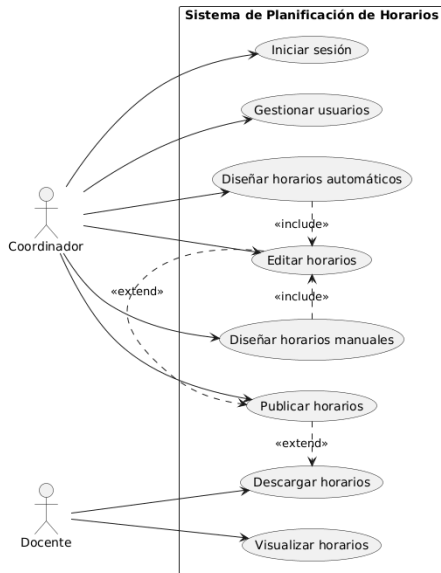 Sistema de Planificación de Horarios
Iniciar sesión
Gestionar usuarios
Diseñar horarios automáticos
«include»
Coordinador
Editar horarios
«extend»
«include»
Diseñar horarios manuales
Publicar horarios
«extend»
Descargar horarios
Docente
Visualizar horarios